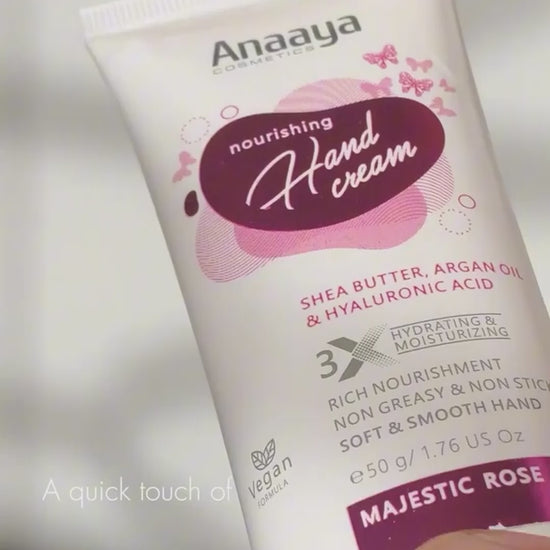 Anaaya
COSMETICS
nourishing
Hand
cream
SHEA BUTTER, ARGAN OIL
& HYALURONIC ACID
3X HYDRATING &
MOISTURIZING
RICH NOURISHMENT
NON GREASY & NON STICK
SOFT & SMOOTH HAND
e50 g/ 1.76 US Oz
Vegan
FORMULA
A quick touch of
MAJESTIC ROSE